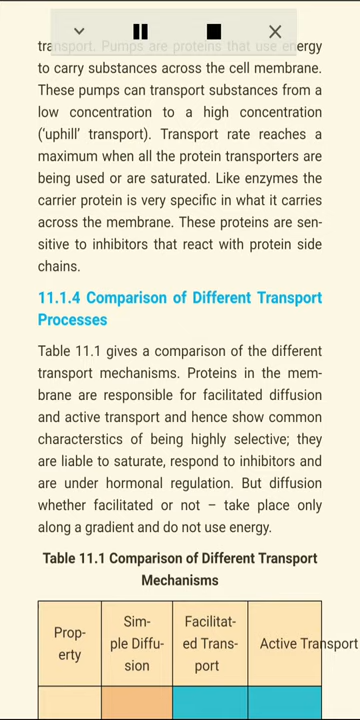 transport. Pumps are proteins that use energy
to carry substances across the cell membrane.
These pumps can transport substances from a
low concentration to a high concentration
(‘uphill’ transport). Transport rate reaches a
maximum when all the protein transporters are
being used or are saturated. Like enzymes the
carrier protein is very specific in what it carries
across the membrane. These proteins are sen-
sitive to inhibitors that react with protein side
chains.
11.1.4 Comparison of Different Transport
Processes
Table 11.1 gives a comparison of the different
transport mechanisms. Proteins in the mem-
brane are responsible for facilitated diffusion
and active transport and hence show common
characterstics of being highly selective; they
are liable to saturate, respond to inhibitors and
are under hormonal regulation. But diffusion
whether facilitated or not – take place only
along a gradient and do not use energy.
Table 11.1 Comparison of Different Transport
Mechanisms
Prop-
erty
Sim-
ple Diffu-
sion
Facilitat-
ed Trans-
port
Active Transport